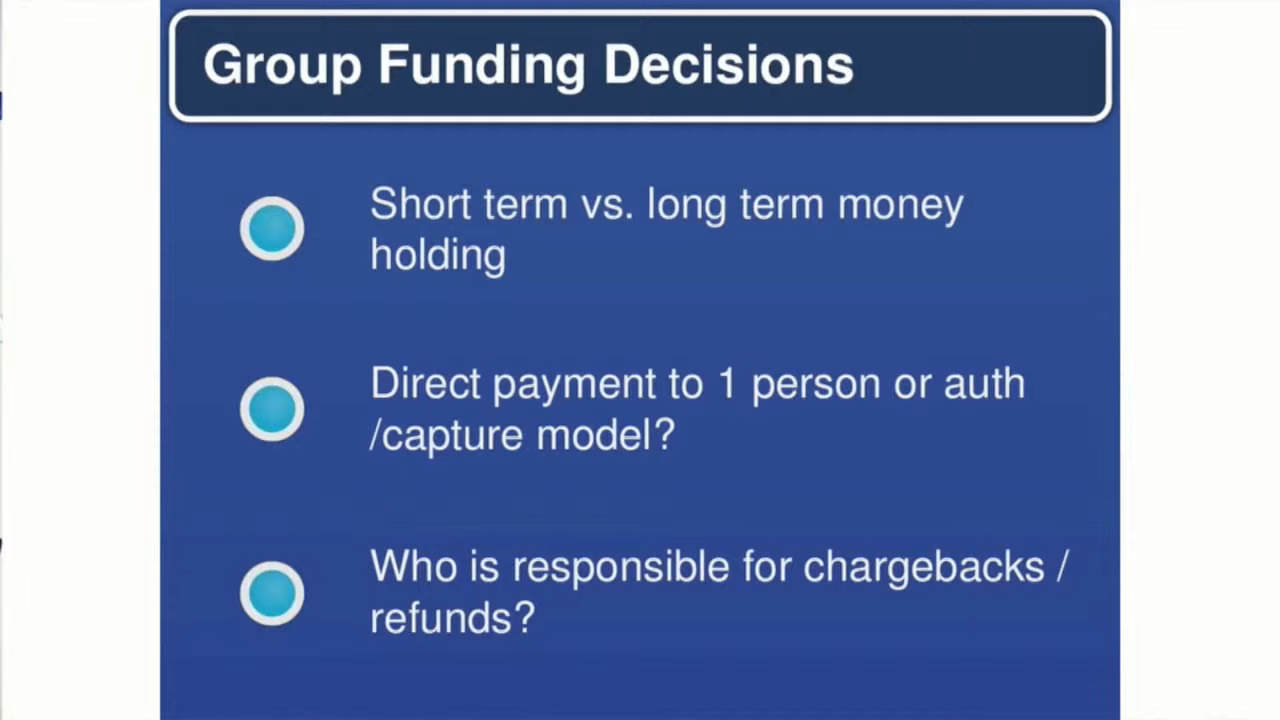 Group Funding Decisions
Short term vs. long term money
holding
Direct payment to 1 person or auth
/capture model?
Who is responsible for chargebacks /
refunds?